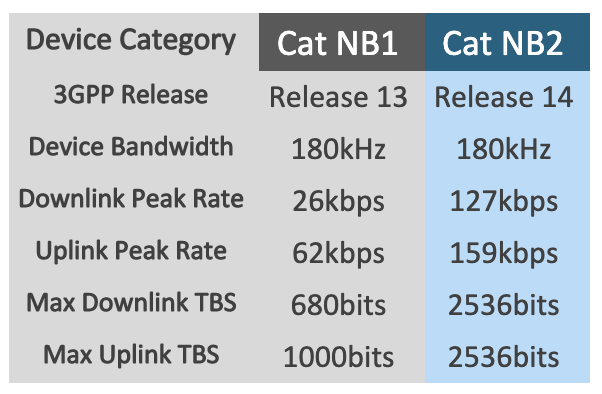 Device Category Cat NB1 Cat NB2
3GPP Release Release 13 Release 14
Device Bandwidth 180kHz 180kHz
Downlink Peak Rate 26kbps 127kbps
Uplink Peak Rate 62kbps 159kbps
Max Downlink TBS 680bits 2536bits
Max Uplink TBS 1000bits 2536bits